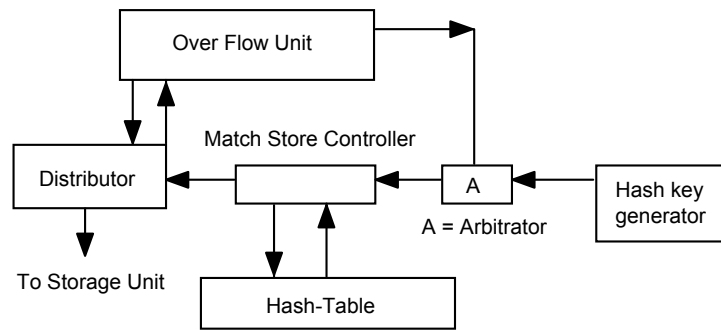 Over Flow Unit
Match Store Controller
Distributor
A
Hash key
generator
A = Arbitrator
To Storage Unit
Hash-Table